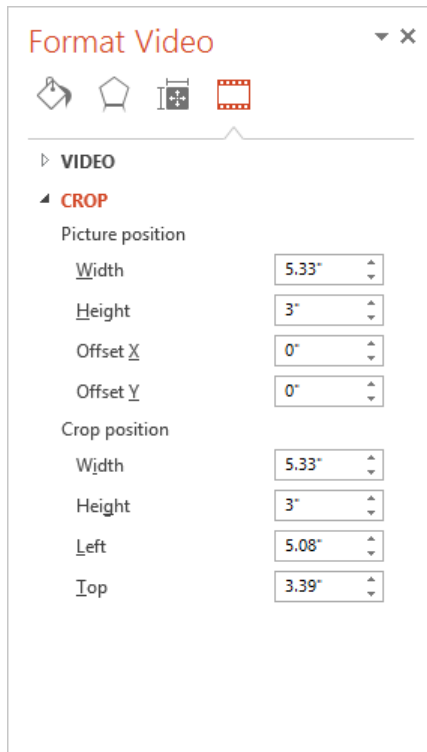 Format Video
VIDEO
CROP
Picture position
Width 5.33"
Height 3"
Offset X 0"
Offset Y 0"
Crop position
Width 5.33"
Height 3"
Left 5.08"
Top 3.39"